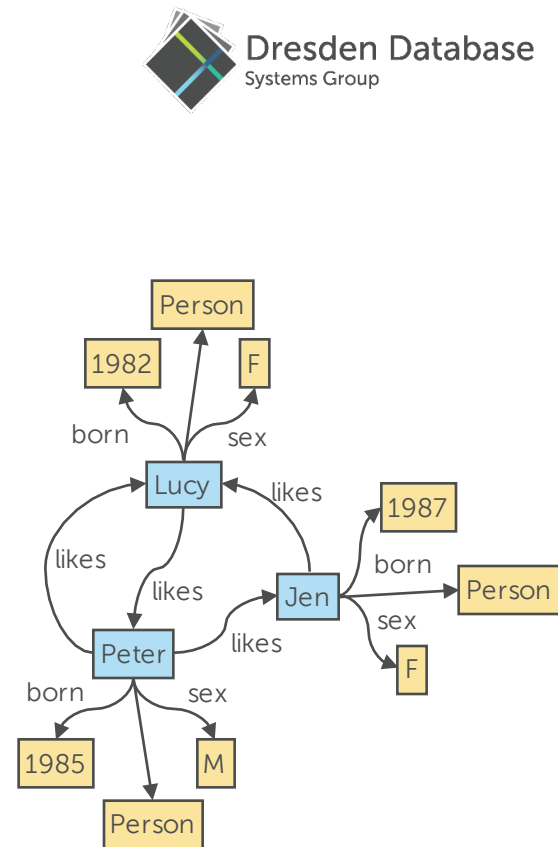 Dresden Database
Systems Group
Person
1982
F
born
sex
Lucy
likes
1987
likes
born
likes
Jen
Person
sex
likes
Peter
F
born
sex
1985
M
Person